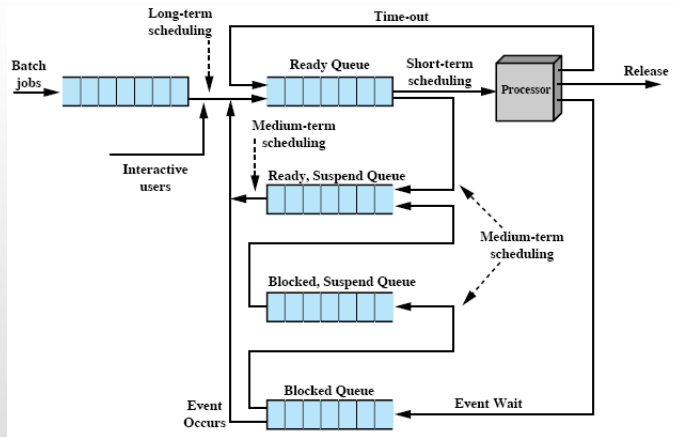 Long-term
scheduling
Time-out
Batch
jobs
Ready Queue
Short-term
scheduling
Processor
Release
Interactive
users
Medium-term
scheduling
Ready, Suspend Queue
Medium-term
scheduling
Blocked, Suspend Queue
Blocked Queue
Event
Occurs
Event Wait